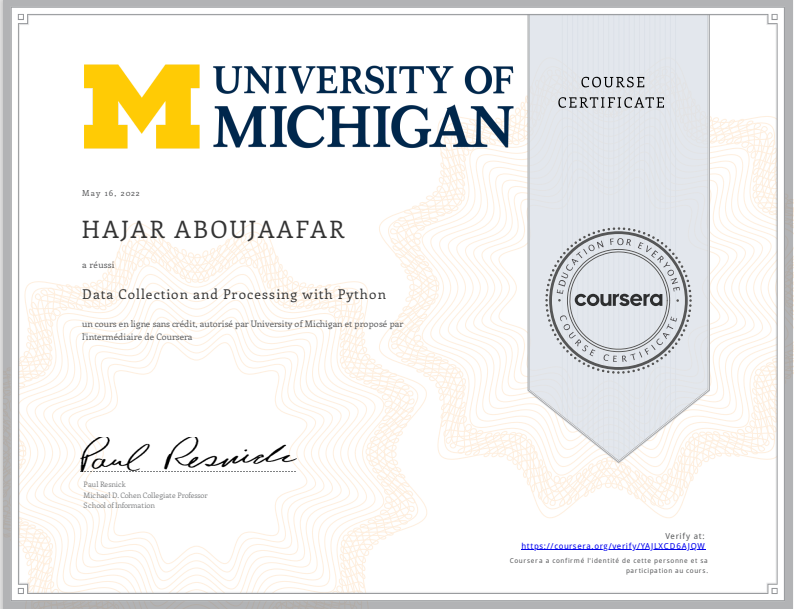 UNIVERSITY OF
MICHIGAN
COURSE
CERTIFICATE
May 16, 2022
HAJAR ABOUJAAFAR
a réussi
Data Collection and Processing with Python
un cours en ligne sans crédit, autorisé par University of Michigan et proposé par
l'intermédiaire de Coursera
EDUCATION FOR EVERYONE
coursera
COURSE CERTIFICATE
Paul Resnick
Paul Resnick
Michael D. Cohen Collegiate Professor
School of Information
Verify at:
https://coursera.org/verify/YAJLXCD6AJQW
Coursera a confirmé l'identité de cette personne et sa
participation au cours.